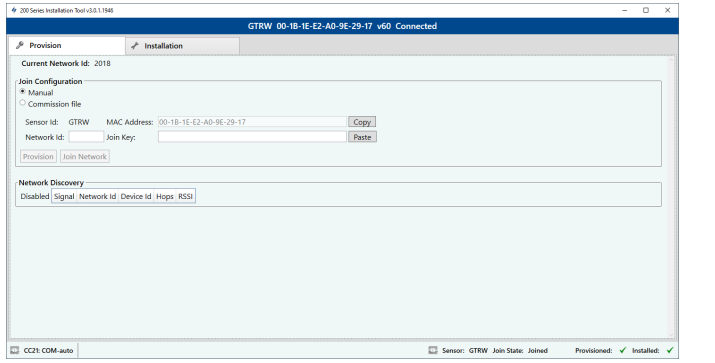 200 Series Installation Tool v3.0.1.1946
GTRW 00-1B-1E-E2-A0-9E-29-17 v60 Connected
Provision Installation
Current Network Id: 2018
Join Configuration
Manual
Commission file
Sensor Id: GTRW MAC Address: 00-1B-1E-E2-A0-9E-29-17 Copy
Network Id: Join Key: Paste
Provision Join Network
Network Discovery
Disabled Signal Network Id Device Id Hops RSSI
CC21: COM-auto Sensor: GTRW Join State: Joined Provisioned: ✓ Installed: ✓